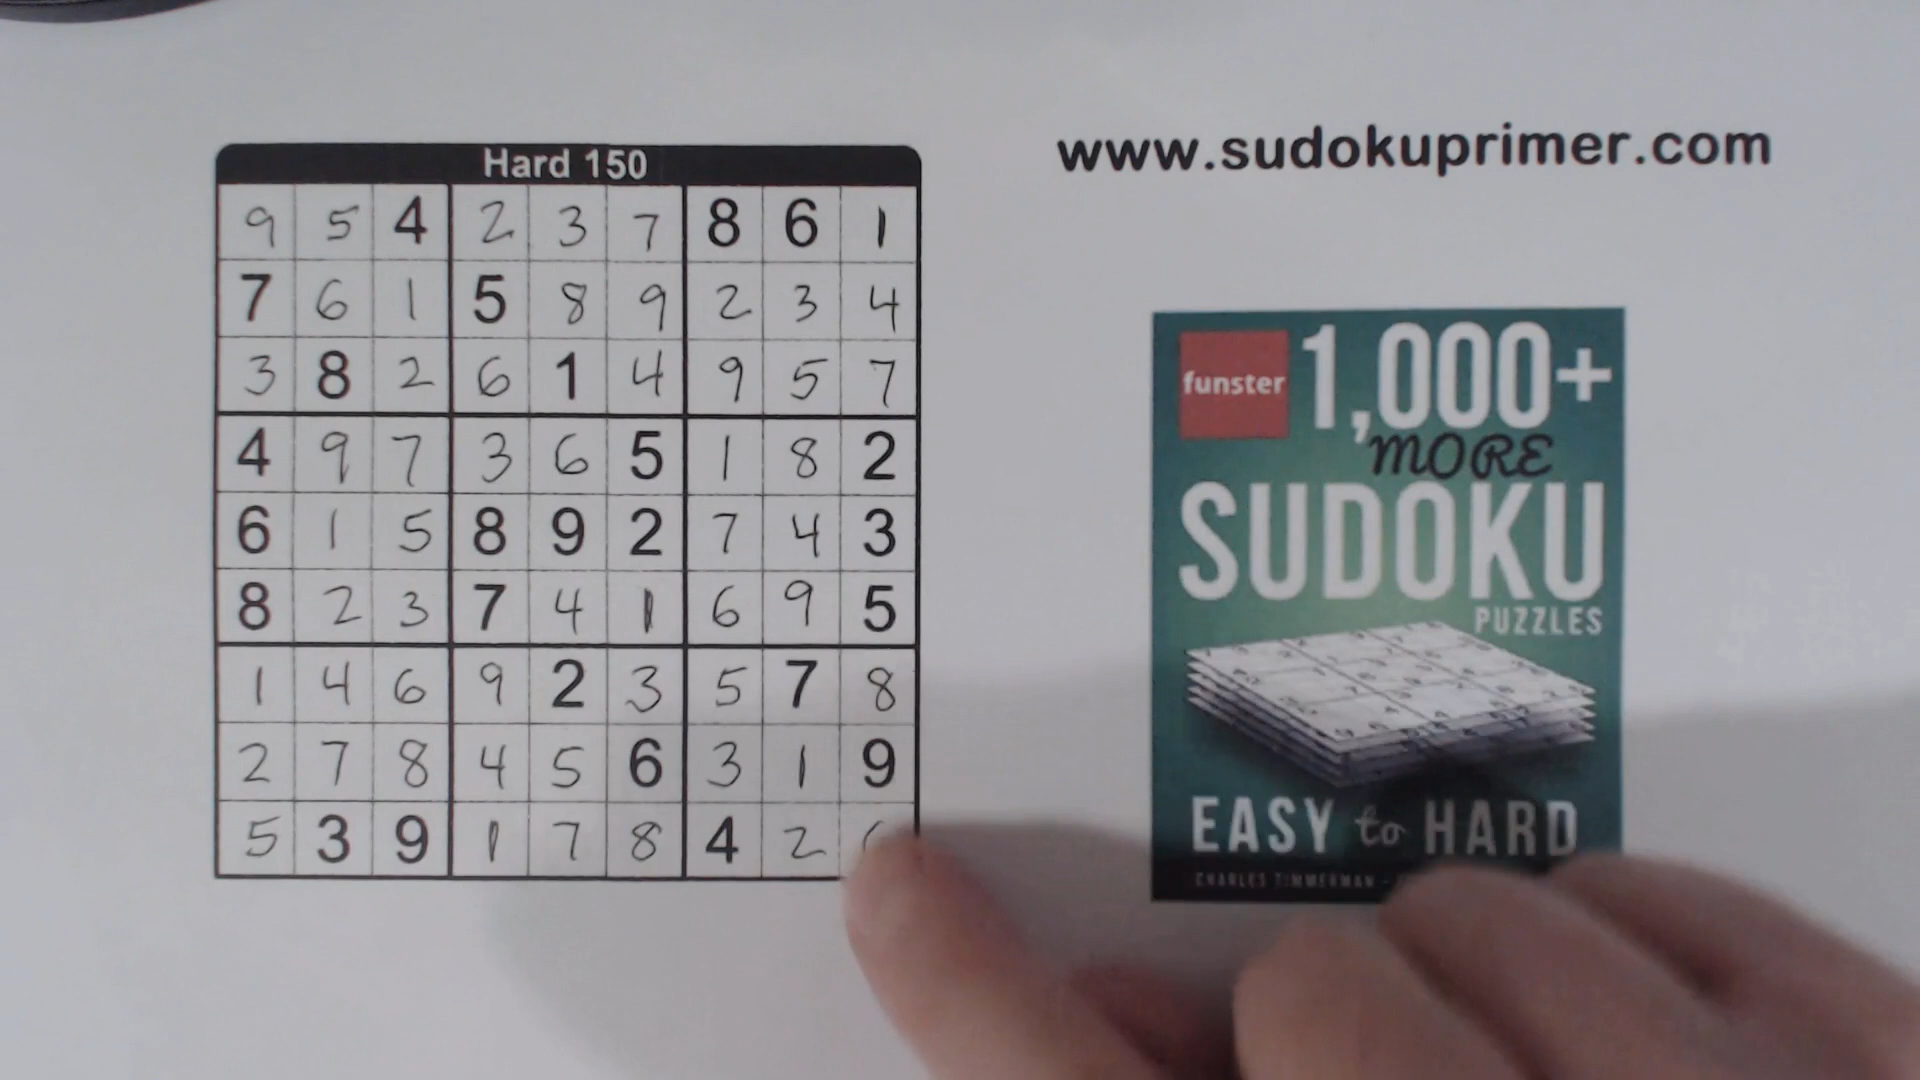 www.sudokuprimer.com
Hard 150
9 5 4 2 3 7 8 6 1
7 6 1 5 8 9 2 3 4
3 8 2 6 1 4 9 5 7
4 9 7 3 6 5 1 8 2
6 1 5 8 9 2 7 4 3
8 2 3 7 4 1 6 9 5
1 4 6 9 2 3 5 7 8
2 7 8 4 5 6 3 1 9
5 3 9 1 7 8 4 2
funster
1,000+
MORE
SUDOKU
PUZZLES
EASY to HARD
CHARLES TIMMERMAN